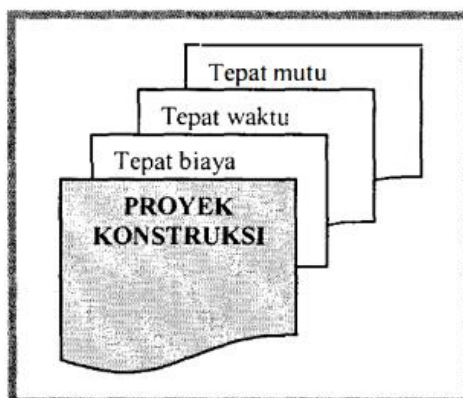 Tepat mutu
Tepat waktu
Tepat biaya
PROYEK
KONSTRUKSI